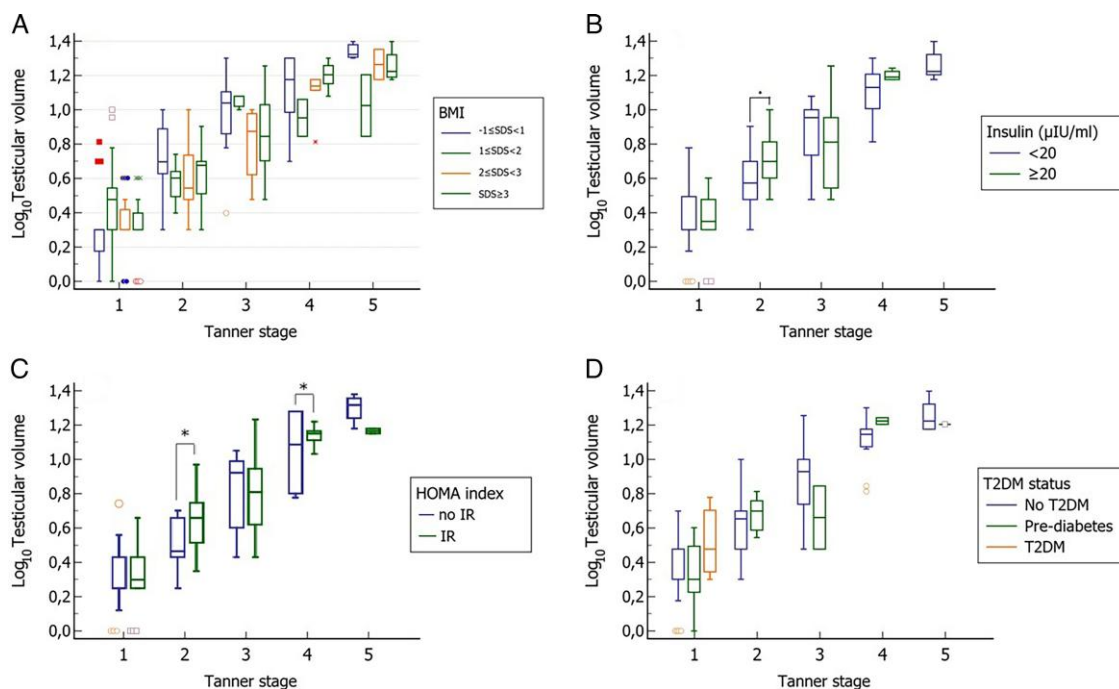 A
Log10 Testicular volume
1,4
1,2
1,0
0,8
0,6
0,4
0,2
0,0
1 2 3 4 5
Tanner stage
BMI
-1≤SDS<1
1≤SDS<2
2≤SDS<3
SDS≥3
B
Log10 Testicular volume
1,4
1,2
1,0
0,8
0,6
0,4
0,2
0,0
1 2 3 4 5
Tanner stage
Insulin (µIU/ml)
<20
≥20
C
Log10 Testicular volume
1,4
1,2
1,0
0,8
0,6
0,4
0,2
0,0
* *
1 2 3 4 5
Tanner stage
HOMA index
no IR
IR
D
Log10 Testicular volume
1,4
1,2
1,0
0,8
0,6
0,4
0,2
0,0
1 2 3 4 5
Tanner stage
T2DM status
No T2DM
Pre-diabetes
T2DM